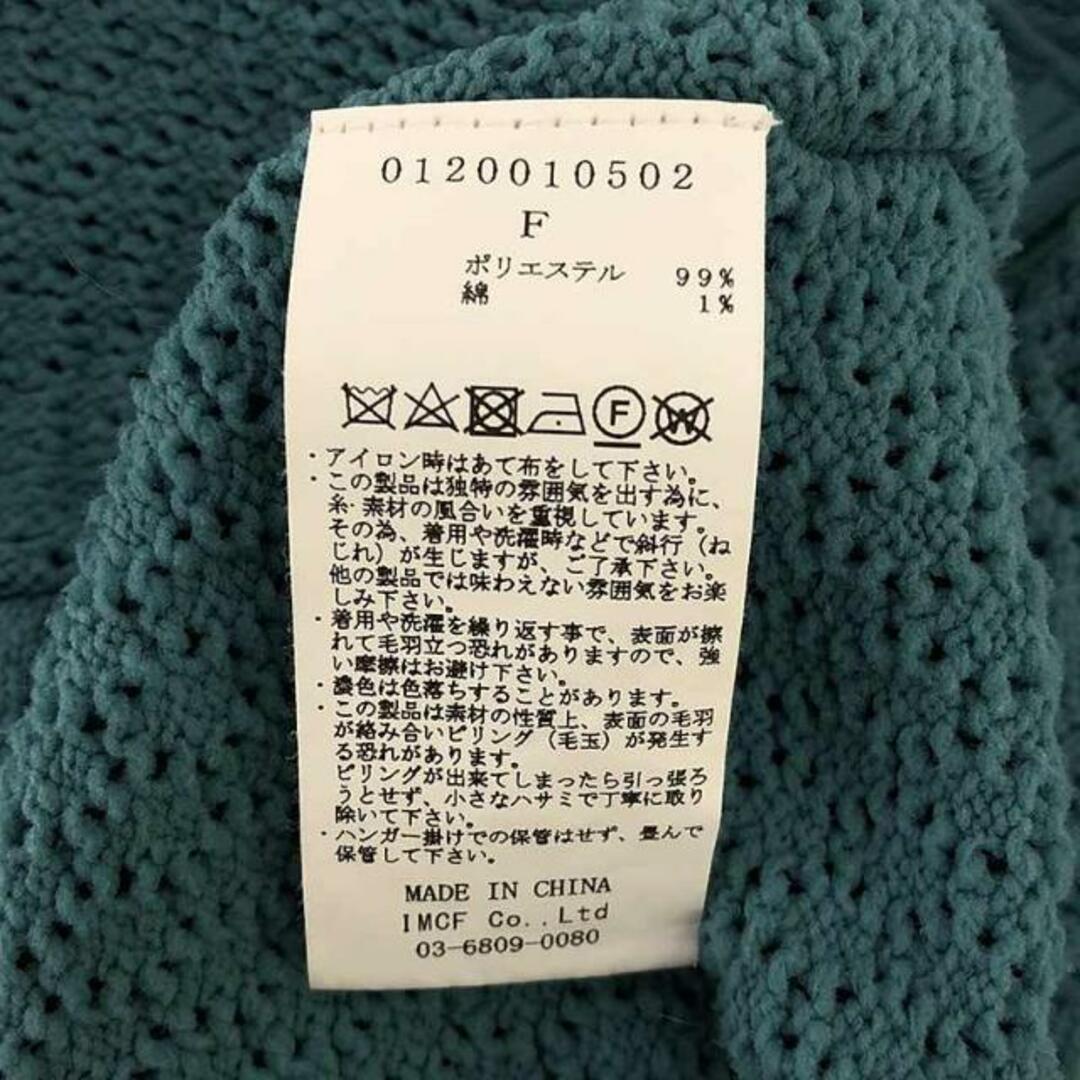 0120010502
F
ポリエステル 99%
綿 1%
F W
・アイロン時はあて布をして下さい。
・この製品は独特の雰囲気を出す為に、
糸・素材の風合いを重視しています。
その為、着用や洗濯時などで斜行（ね
じれ）が生じますが、ご了承下さい。
他の製品では味わえない雰囲気をお楽
しみ下さい。
・着用や洗濯を繰り返す事で、表面が擦
れて毛羽立つ恐れがありますので、強
い摩擦はお避け下さい。
・濃色は色落ちすることがあります。
・この製品は素材の性質上、表面の毛羽
が絡み合いピリング（毛玉）が発生す
る恐れがあります。
ピリングが出来てしまったら引っ張ろ
うとせず、小さなハサミで丁寧に取り
除いて下さい。
・ハンガー掛けでの保管はせず、畳んで
保管して下さい。
MADE IN CHINA
IMCF Co.,Ltd
03-6809-0080